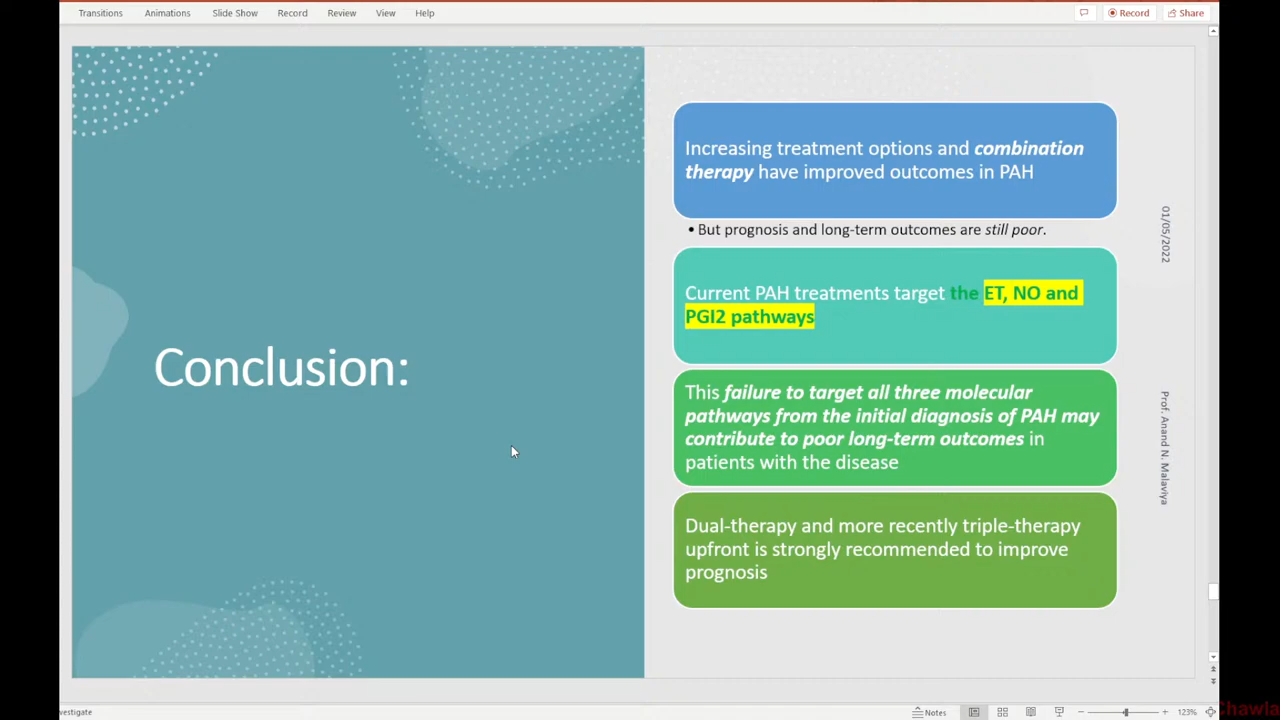 Transitions Animations Slide Show Record Review View Help Record Share
Conclusion:
Increasing treatment options and combination
therapy have improved outcomes in PAH
• But prognosis and long-term outcomes are still poor.
Current PAH treatments target the ET, NO and
PGI2 pathways
This failure to target all three molecular
pathways from the initial diagnosis of PAH may
contribute to poor long-term outcomes in
patients with the disease
Dual-therapy and more recently triple-therapy
upfront is strongly recommended to improve
prognosis
01/05/2022
Prof. Anand N. Malaviya
vestigate Notes 123%
Chawla